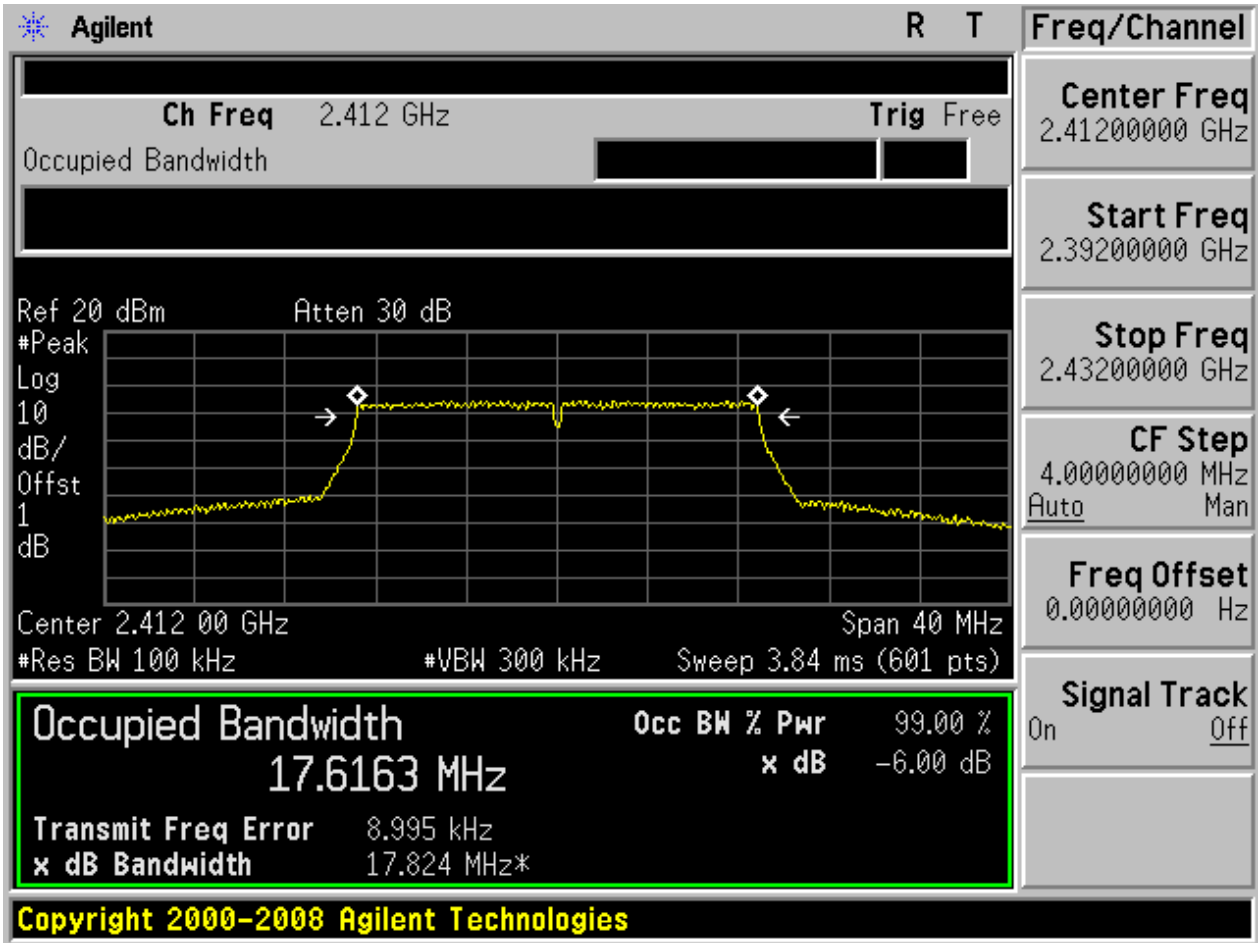 Agilent R T Freq/Channel
Ch Freq 2.412 GHz Trig Free
Occupied Bandwidth
Center Freq
2.41200000 GHz
Start Freq
2.39200000 GHz
Stop Freq
2.43200000 GHz
CF Step
4.00000000 MHz
Auto Man
Freq Offset
0.00000000 Hz
Signal Track
On Off
Ref 20 dBm Atten 30 dB
#Peak
Log
10
dB/
Offst
1
dB
Center 2.412 00 GHz Span 40 MHz
#Res BW 100 kHz #VBW 300 kHz Sweep 3.84 ms (601 pts)
Occupied Bandwidth Occ BW % Pwr 99.00 %
17.6163 MHz x dB -6.00 dB
Transmit Freq Error 8.995 kHz
x dB Bandwidth 17.824 MHz*
Copyright 2000-2008 Agilent Technologies